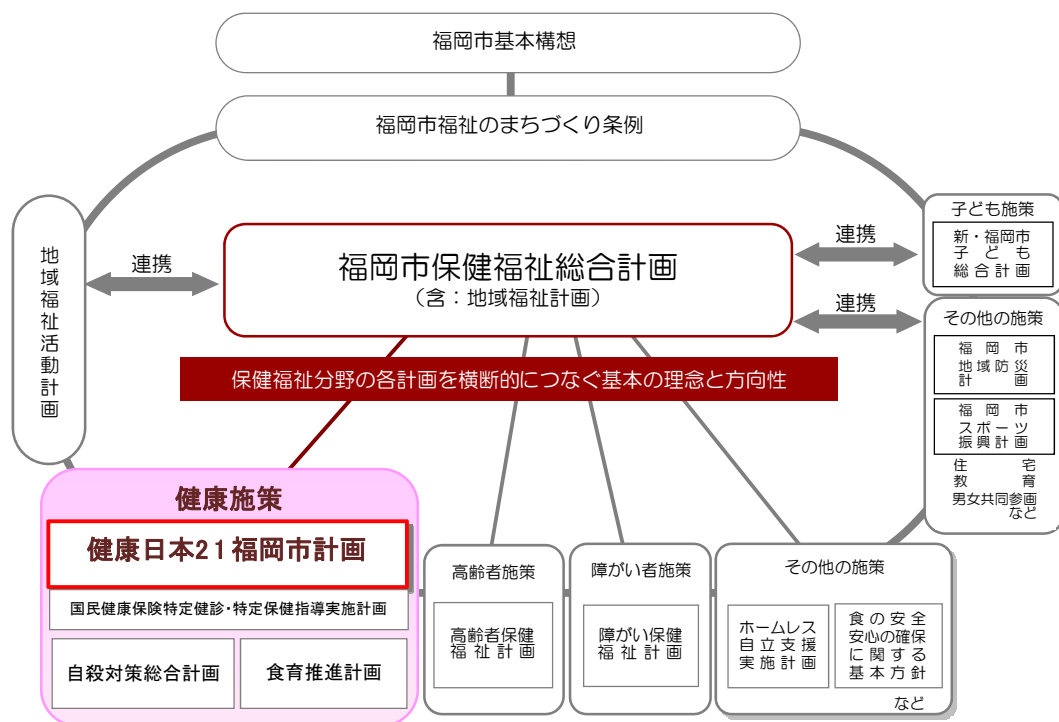 福岡市基本構想
福岡市福祉のまちづくり条例
地域福祉活動計画
連携
福岡市保健福祉総合計画
（含：地域福祉計画）
連携
連携
子ども施策
新・福岡市
子ども
総合計画
その他の施策
福岡市
地域防災
計画
福岡市
スポーツ
振興計画
住宅
教育
男女共同参画
など
保健福祉分野の各計画を横断的につなぐ基本の理念と方向性
健康施策
健康日本21福岡市計画
国民健康保険特定健診・特定保健指導実施計画
自殺対策総合計画
食育推進計画
高齢者施策
高齢者保健
福祉計画
障がい者施策
障がい保健
福祉計画
その他の施策
ホームレス
自立支援
実施計画
食の安全
安心の確保
に関する
基本方針
など